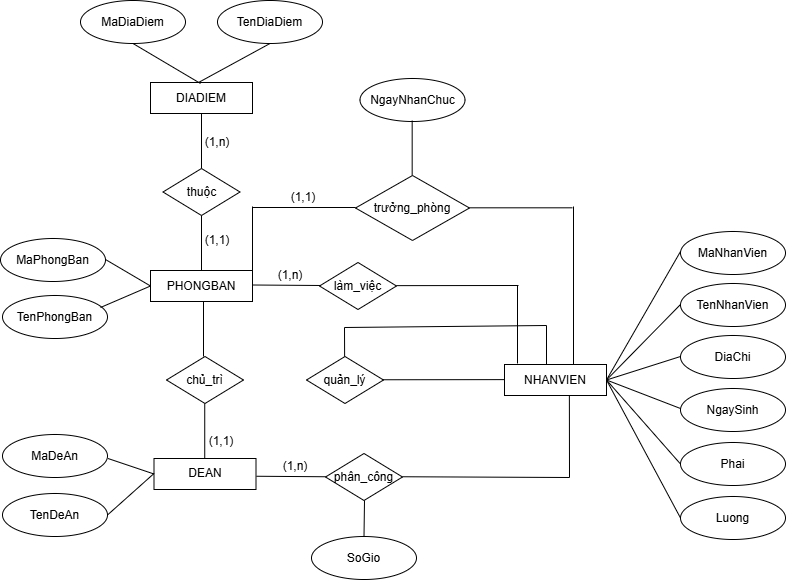 MaDiaDiem
TenDiaDiem
DIADIEM
NgayNhanChuc
(1,n)
thuộc
(1,1)
trưởng_phòng
(1,1)
MaPhongBan
MaNhanVien
(1,n)
PHONGBAN
làm_việc
TenPhongBan
TenNhanVien
DiaChi
chủ_trì
quản_lý
NHANVIEN
NgaySinh
(1,1)
MaDeAn
Phai
(1,n)
DEAN
phân_công
TenDeAn
Luong
SoGio